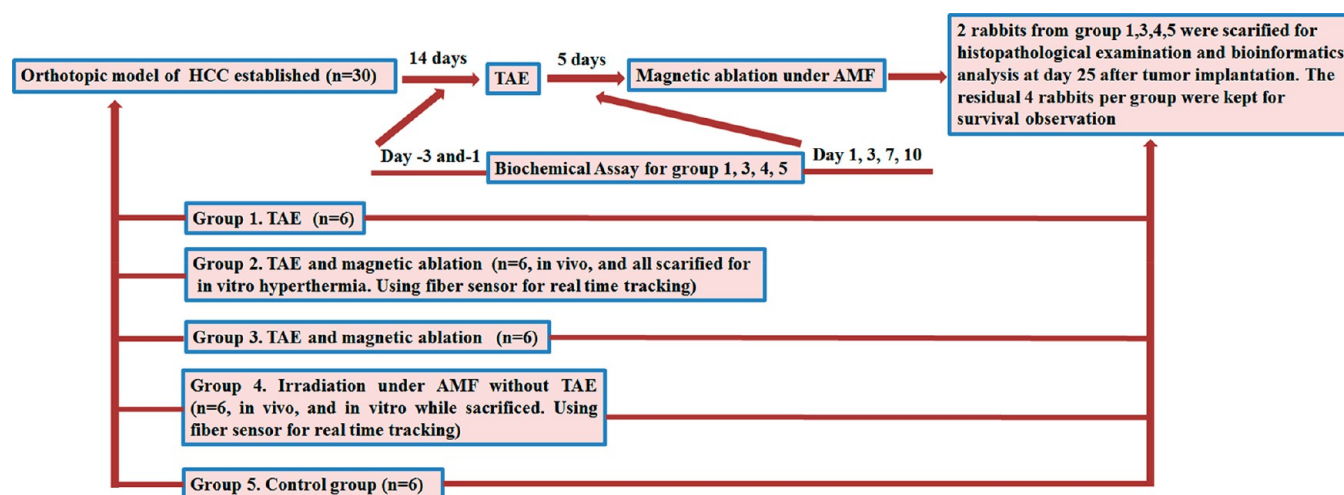 Orthotopic model of HCC established (n=30)
14 days
TAE
5 days
Magnetic ablation under AMF
2 rabbits from group 1,3,4,5 were scarified for
histopathological examination and bioinformatics
analysis at day 25 after tumor implantation. The
residual 4 rabbits per group were kept for
survival observation
Day -3 and-1
Biochemical Assay for group 1, 3, 4, 5
Day 1, 3, 7, 10
Group 1. TAE (n=6)
Group 2. TAE and magnetic ablation (n=6, in vivo, and all scarified for
in vitro hyperthermia. Using fiber sensor for real time tracking)
Group 3. TAE and magnetic ablation (n=6)
Group 4. Irradiation under AMF without TAE
(n=6, in vivo, and in vitro while sacrificed. Using
fiber sensor for real time tracking)
Group 5. Control group (n=6)